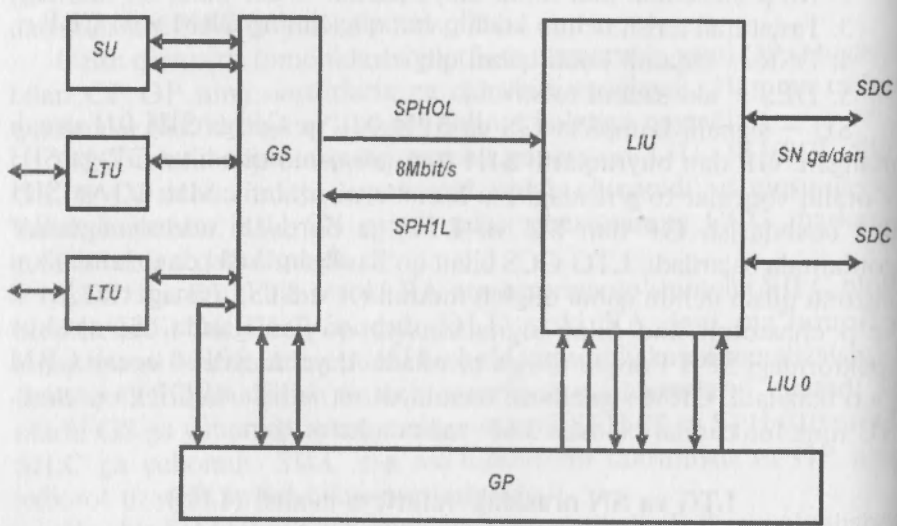 SU
SPHOL
SDC
GS
LIU
LTU
8Mbit/s
SN ga/dan
SPH1L
SDC
LTU
LIU 0
GP